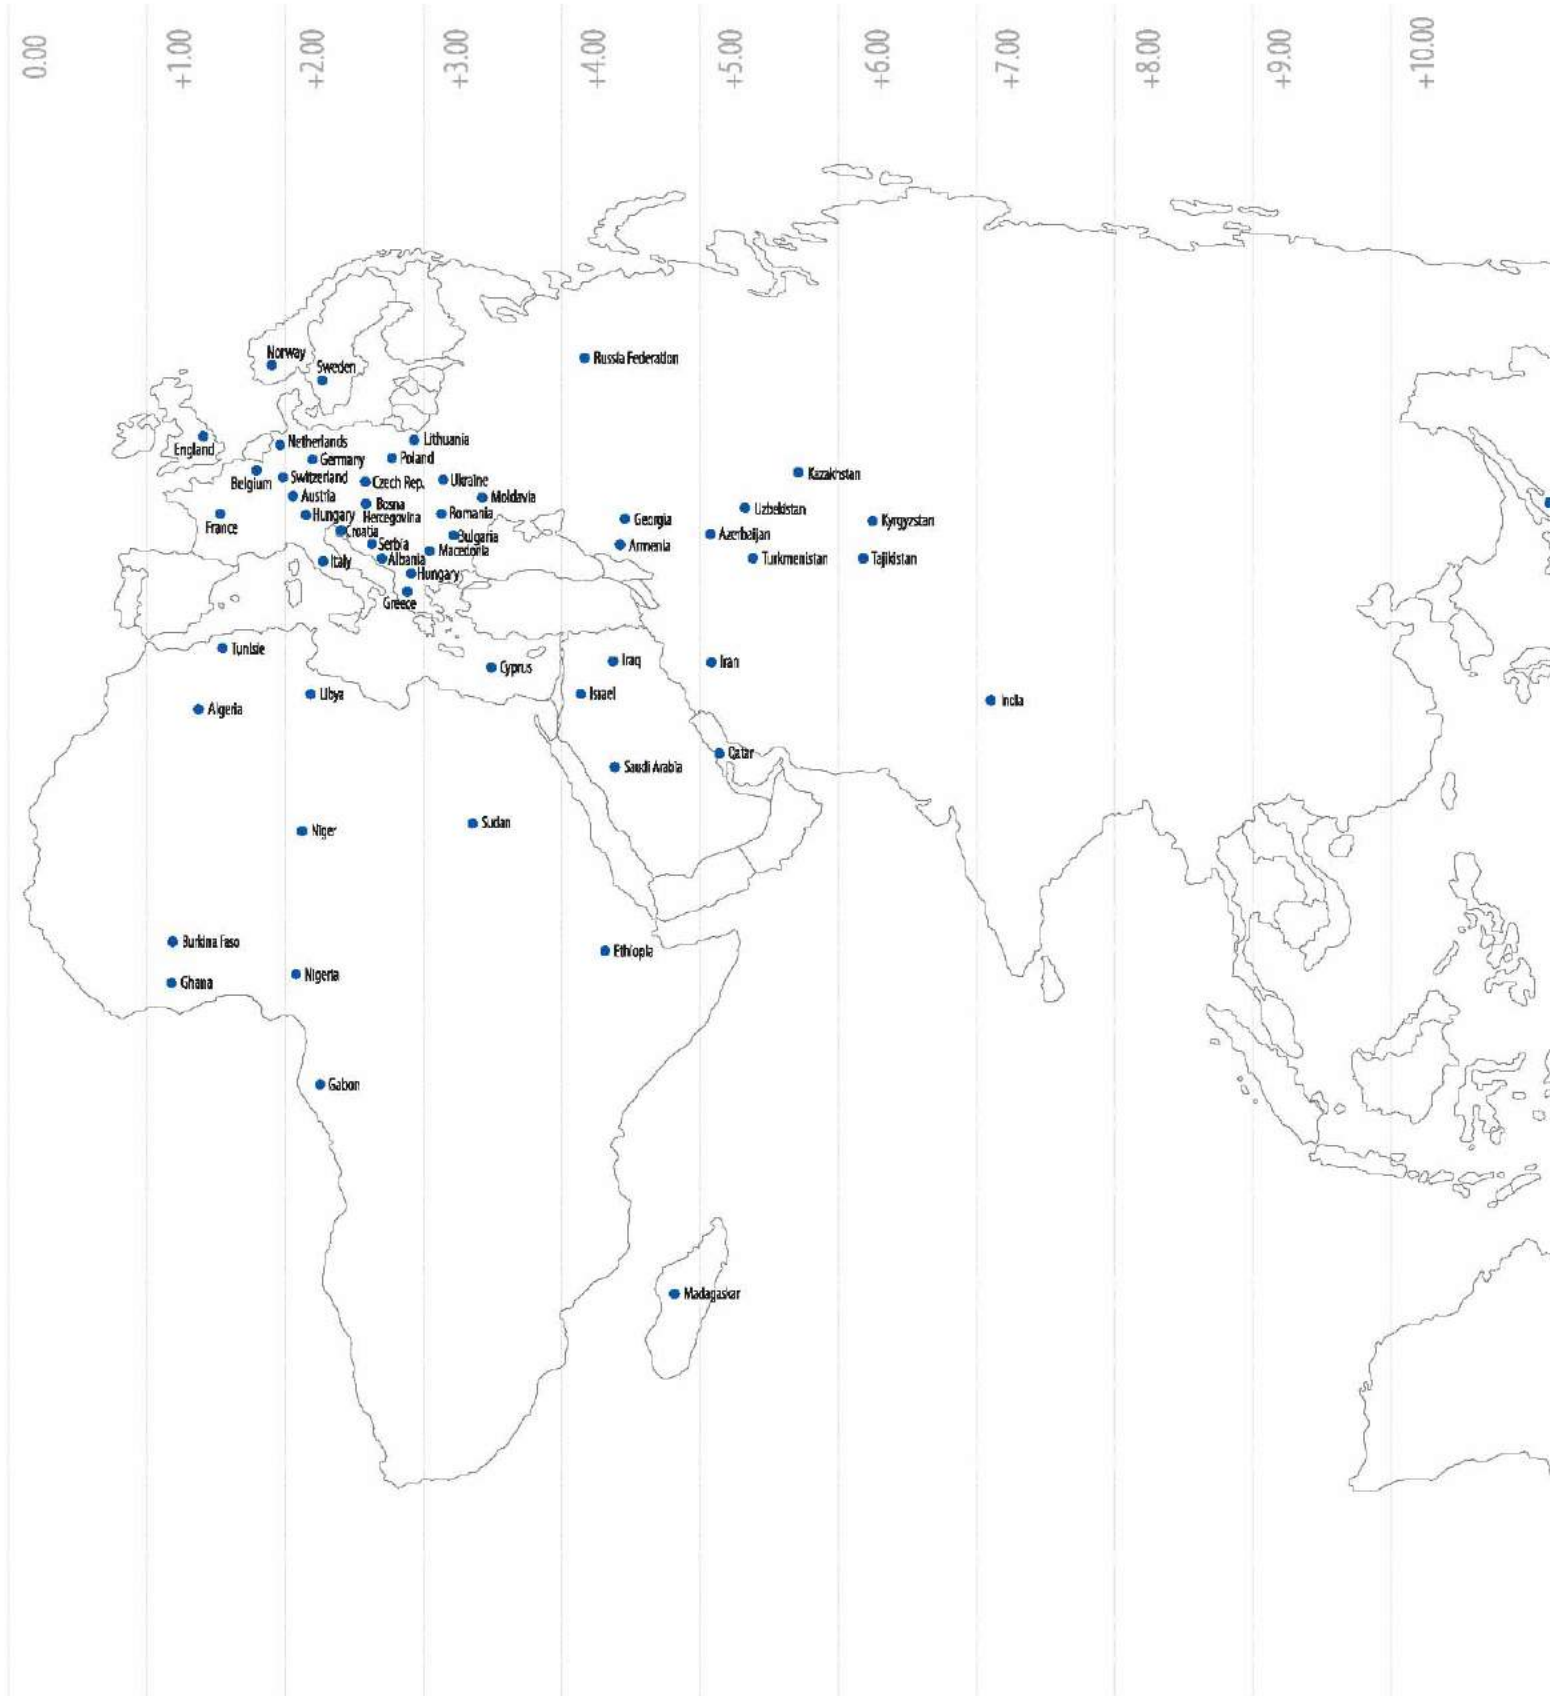 0.00
+1.00
+2.00
+3.00
+4.00
+5.00
+6.00
+7.00
+8.00
+9.00
+10.00
Norway
Sweden
Russia Federation
England
Netherlands
Lithuania
Germany
Poland
Belgium
Switzerland
Czech Rep.
Ukraine
Kazakhstan
Austria
Moldavia
Bosna
Hercegovina
Uzbekistan
France
Hungary
Romania
Georgia
Kyrgyzstan
Croatia
Bulgaria
Azerbaijan
Serbia
Macedonia
Armenia
Italy
Albania
Turkmenistan
Tajikistan
Hungary
Greece
Tunisie
Cyprus
Iraq
Iran
Libya
Israel
India
Algeria
Qatar
Saudi Arabia
Niger
Sudan
Burkina Faso
Ethiopia
Nigeria
Ghana
Gabon
Madagaskar